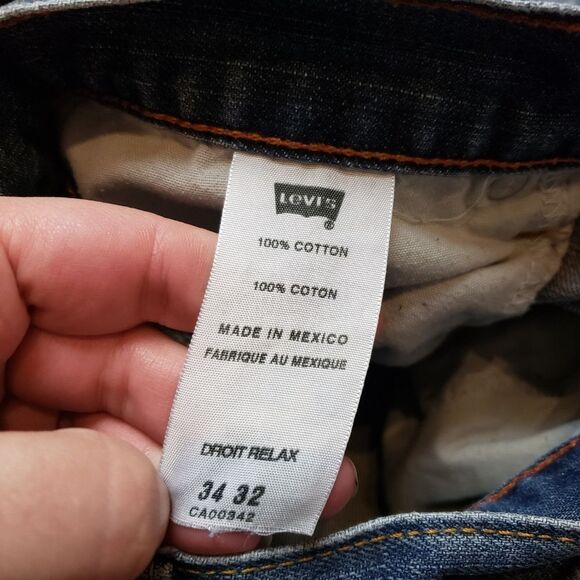 Levi's
®
100% COTTON
100% COTON
MADE IN MEXICO
FABRIQUE AU MEXIQUE
DROIT RELAX
34 32
CA00342